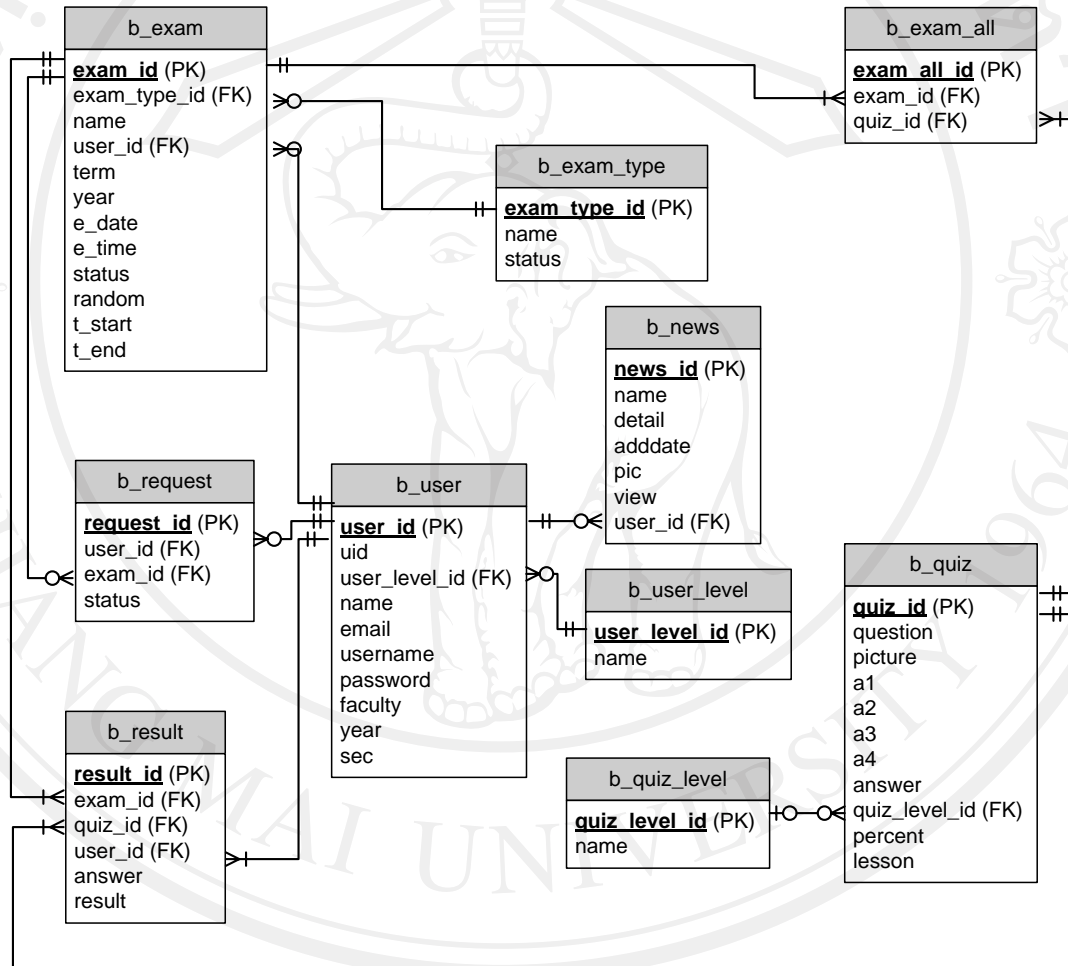 b_exam
exam_id (PK)
exam_type_id (FK)
name
user_id (FK)
term
year
e_date
e_time
status
random
t_start
t_end
b_exam_all
exam_all_id (PK)
exam_id (FK)
quiz_id (FK)
b_exam_type
exam_type_id (PK)
name
status
b_news
news_id (PK)
name
detail
adddate
pic
view
user_id (FK)
b_request
request_id (PK)
user_id (FK)
exam_id (FK)
status
b_user
user_id (PK)
uid
user_level_id (FK)
name
email
username
password
faculty
year
sec
b_user_level
user_level_id (PK)
name
b_quiz
quiz_id (PK)
question
picture
a1
a2
a3
a4
answer
quiz_level_id (FK)
percent
lesson
b_result
result_id (PK)
exam_id (FK)
quiz_id (FK)
user_id (FK)
answer
result
b_quiz_level
quiz_level_id (PK)
name
ANG MAI UNIVERSITY 1964